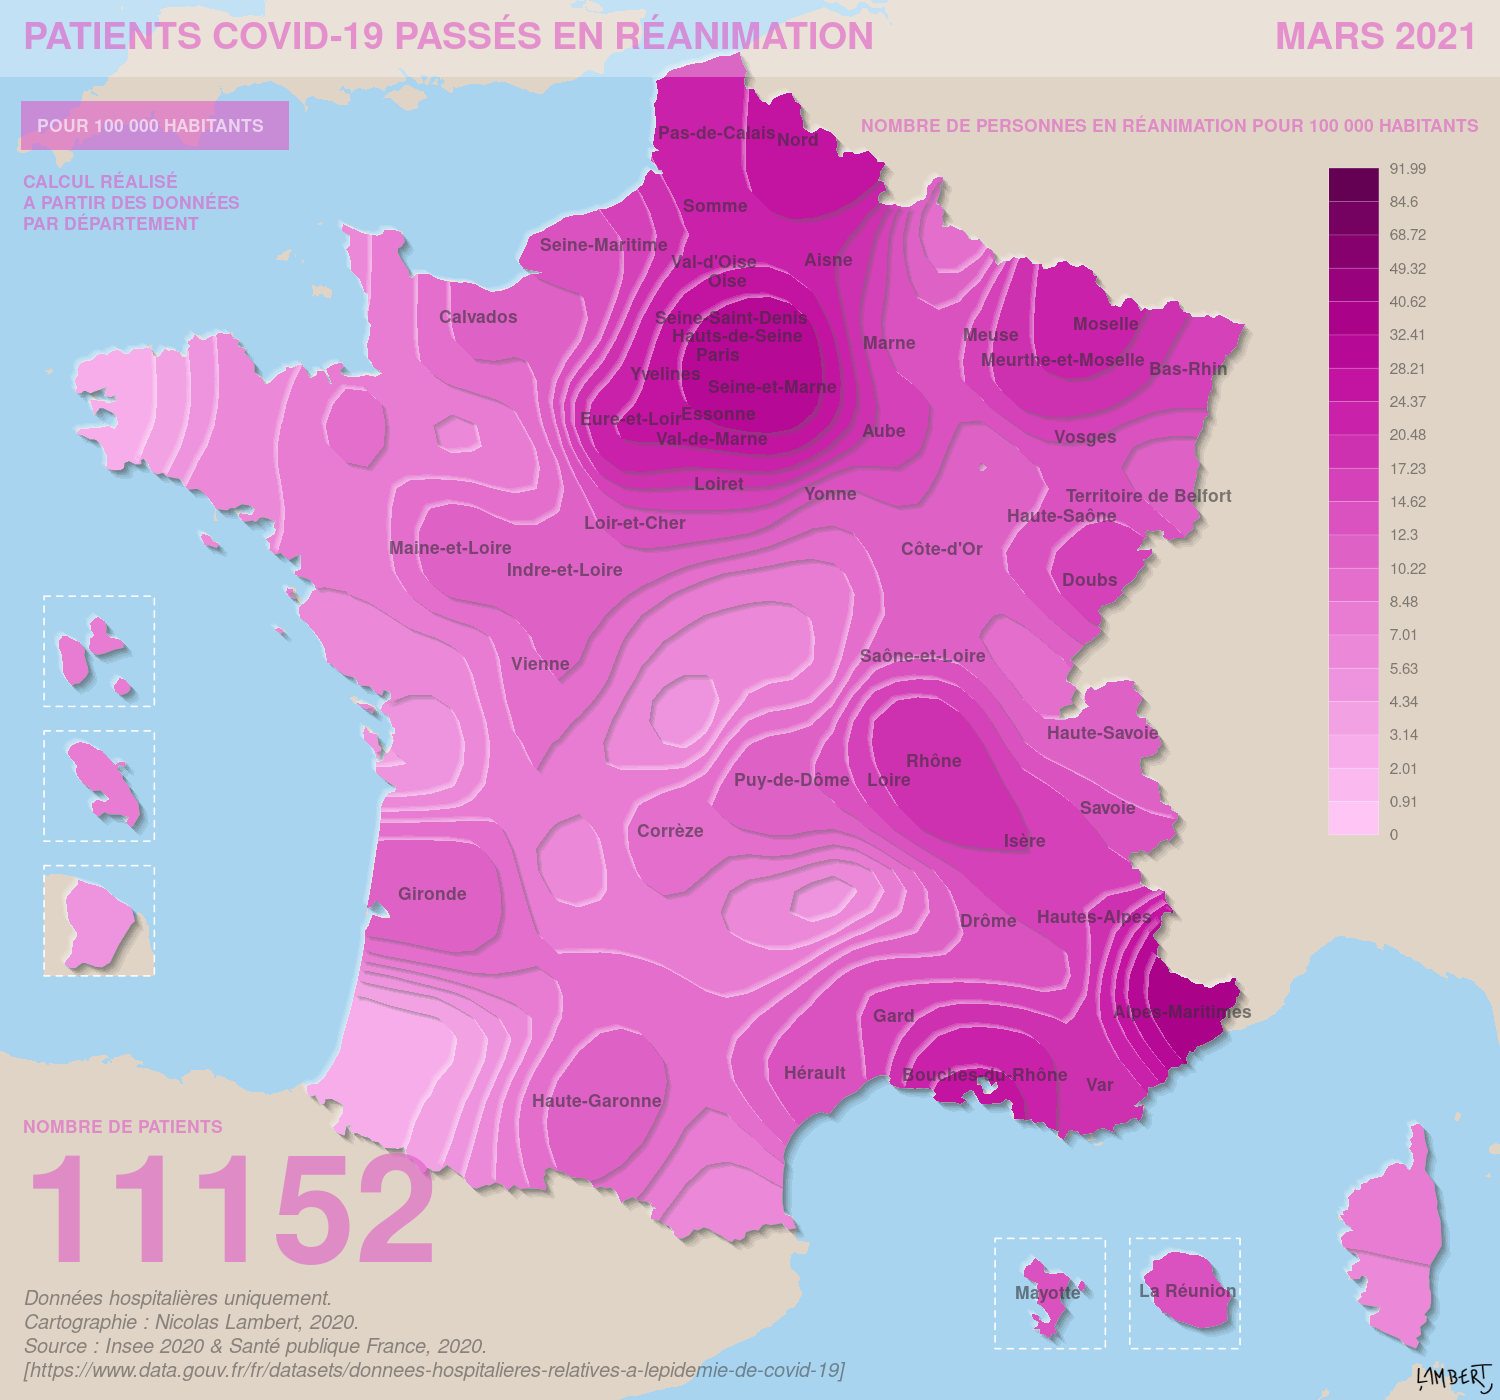 PATIENTS COVID-19 PASSÉS EN RÉANIMATION
MARS 2021
POUR 100 000 HABITANTS
CALCUL RÉALISÉ
A PARTIR DES DONNÉES
PAR DÉPARTEMENT
NOMBRE DE PERSONNES EN RÉANIMATION POUR 100 000 HABITANTS
91.99
84.6
68.72
49.32
40.62
32.41
28.21
24.37
20.48
17.23
14.62
12.3
10.22
8.48
7.01
5.63
4.34
3.14
2.01
0.91
0
Pas-de-Calais
Nord
Somme
Seine-Maritime
Val-d'Oise
Aisne
Oise
Calvados
Seine-Saint-Denis
Hauts-de-Seine
Paris
Yvelines
Seine-et-Marne
Eure-et-Loir
Essonne
Val-de-Marne
Marne
Meuse
Moselle
Meurthe-et-Moselle
Bas-Rhin
Aube
Vosges
Loiret
Yonne
Territoire de Belfort
Haute-Saône
Loir-et-Cher
Maine-et-Loire
Indre-et-Loire
Côte-d'Or
Doubs
Vienne
Saône-et-Loire
Haute-Savoie
Rhône
Loire
Puy-de-Dôme
Savoie
Corrèze
Isère
Gironde
Drôme
Hautes-Alpes
Gard
Alpes-Maritimes
Hérault
Bouches-du-Rhône
Var
Haute-Garonne
Mayotte
La Réunion
NOMBRE DE PATIENTS
11152
Données hospitalières uniquement.
Cartographie : Nicolas Lambert, 2020.
Source : Insee 2020 & Santé publique France, 2020.
[https://www.data.gouv.fr/fr/datasets/donnees-hospitalieres-relatives-a-lepidemie-de-covid-19]
LAMBERT